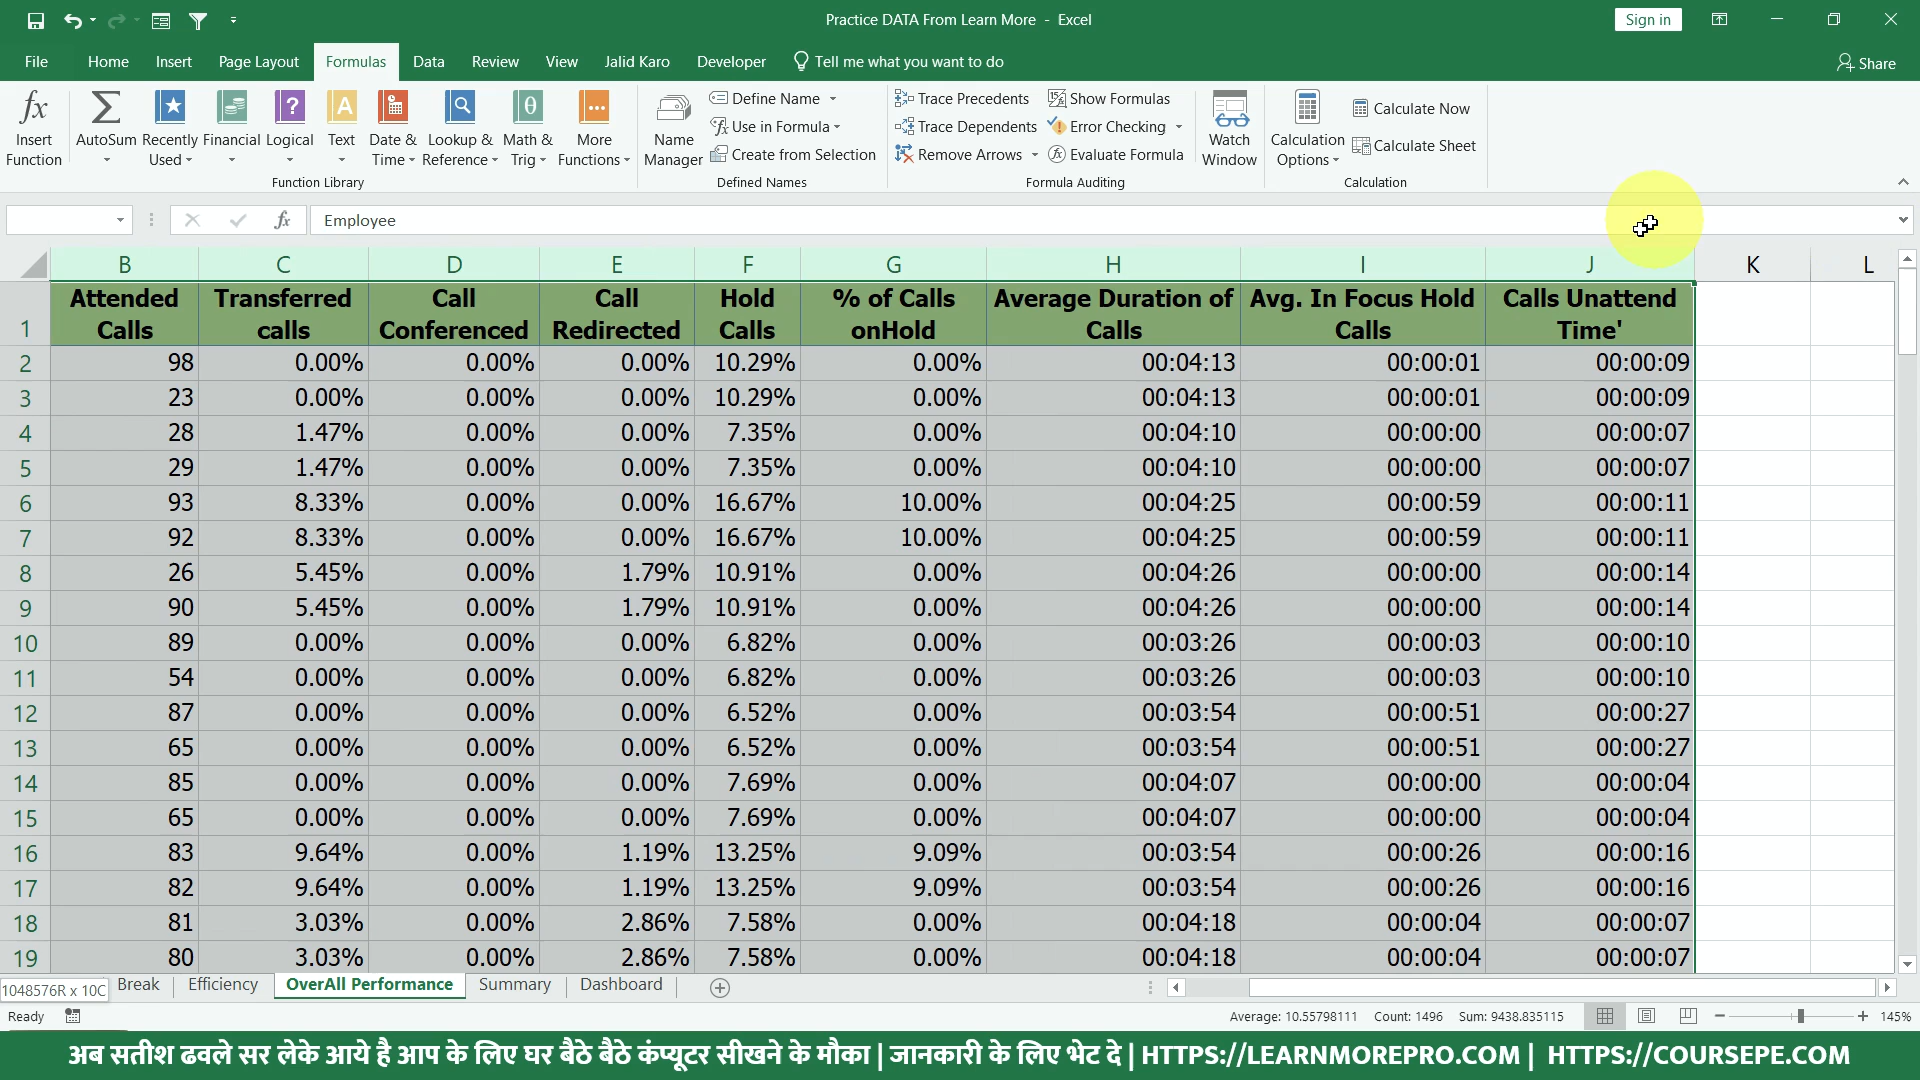 Practice DATA From Learn More - Excel
Sign in
File Home Insert Page Layout Formulas Data Review View Jalid Karo Developer Tell me what you want to do Share
fx Insert Function
AutoSum
Recently Used
Financial
Logical
Text
Date & Time
Lookup & Reference
Math & Trig
More Functions
Function Library
Name Manager
Define Name
Use in Formula
Create from Selection
Defined Names
Trace Precedents
Trace Dependents
Remove Arrows
Show Formulas
Error Checking
Evaluate Formula
Formula Auditing
Watch Window
Calculation Options
Calculate Now
Calculate Sheet
Calculation
fx Employee
B C D E F G H I J K L
1 Attended Calls Transferred calls Call Conferenced Call Redirected Hold Calls % of Calls onHold Average Duration of Calls Avg. In Focus Hold Calls Calls Unattend Time'
2 98 0.00% 0.00% 0.00% 10.29% 0.00% 00:04:13 00:00:01 00:00:09
3 23 0.00% 0.00% 0.00% 10.29% 0.00% 00:04:13 00:00:01 00:00:09
4 28 1.47% 0.00% 0.00% 7.35% 0.00% 00:04:10 00:00:00 00:00:07
5 29 1.47% 0.00% 0.00% 7.35% 0.00% 00:04:10 00:00:00 00:00:07
6 93 8.33% 0.00% 0.00% 16.67% 10.00% 00:04:25 00:00:59 00:00:11
7 92 8.33% 0.00% 0.00% 16.67% 10.00% 00:04:25 00:00:59 00:00:11
8 26 5.45% 0.00% 1.79% 10.91% 0.00% 00:04:26 00:00:00 00:00:14
9 90 5.45% 0.00% 1.79% 10.91% 0.00% 00:04:26 00:00:00 00:00:14
10 89 0.00% 0.00% 0.00% 6.82% 0.00% 00:03:26 00:00:03 00:00:10
11 54 0.00% 0.00% 0.00% 6.82% 0.00% 00:03:26 00:00:03 00:00:10
12 87 0.00% 0.00% 0.00% 6.52% 0.00% 00:03:54 00:00:51 00:00:27
13 65 0.00% 0.00% 0.00% 6.52% 0.00% 00:03:54 00:00:51 00:00:27
14 85 0.00% 0.00% 0.00% 7.69% 0.00% 00:04:07 00:00:00 00:00:04
15 65 0.00% 0.00% 0.00% 7.69% 0.00% 00:04:07 00:00:00 00:00:04
16 83 9.64% 0.00% 1.19% 13.25% 9.09% 00:03:54 00:00:26 00:00:16
17 82 9.64% 0.00% 1.19% 13.25% 9.09% 00:03:54 00:00:26 00:00:16
18 81 3.03% 0.00% 2.86% 7.58% 0.00% 00:04:18 00:00:04 00:00:07
19 80 3.03% 0.00% 2.86% 7.58% 0.00% 00:04:18 00:00:04 00:00:07
1048576R x 10C Break Efficiency OverAll Performance Summary Dashboard
Ready Average: 10.55798111 Count: 1496 Sum: 9438.835115 145%
अब सतीश ढवले सर लेके आये है आप के लिए घर बैठे बैठे कंप्यूटर सीखने के मौका | जानकारी के लिए भेट दे | HTTPS://LEARNMOREPRO.COM | HTTPS://COURSEPE.COM